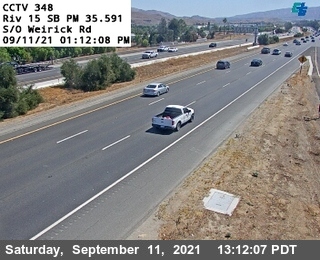 CCTV 348
Riv 15 SB PM 35.591
S/O Weirick Rd
09/11/21 01:12:08 PM
Saturday, September 11, 2021 13:12:07 PDT